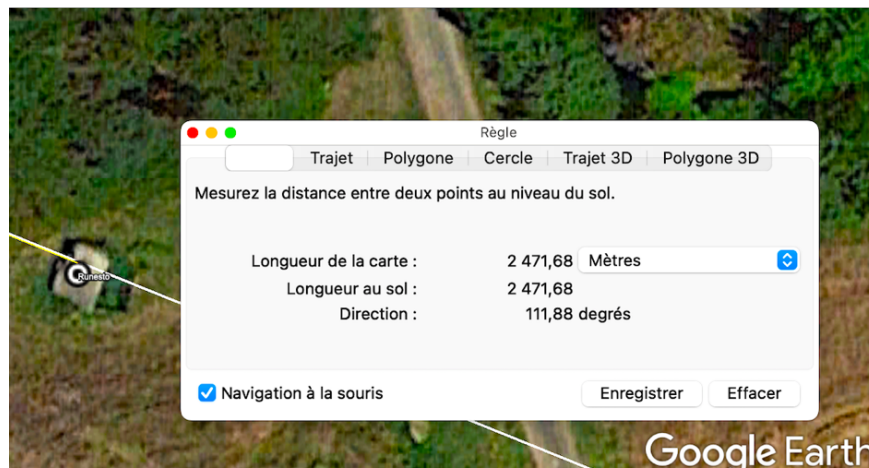 Règle
Trajet Polygone Cercle Trajet 3D Polygone 3D
Mesurez la distance entre deux points au niveau du sol.
Runesto
Longueur de la carte : 2 471,68 Mètres
Longueur au sol : 2 471,68
Direction : 111,88 degrés
Navigation à la souris Enregistrer Effacer
Google Earth